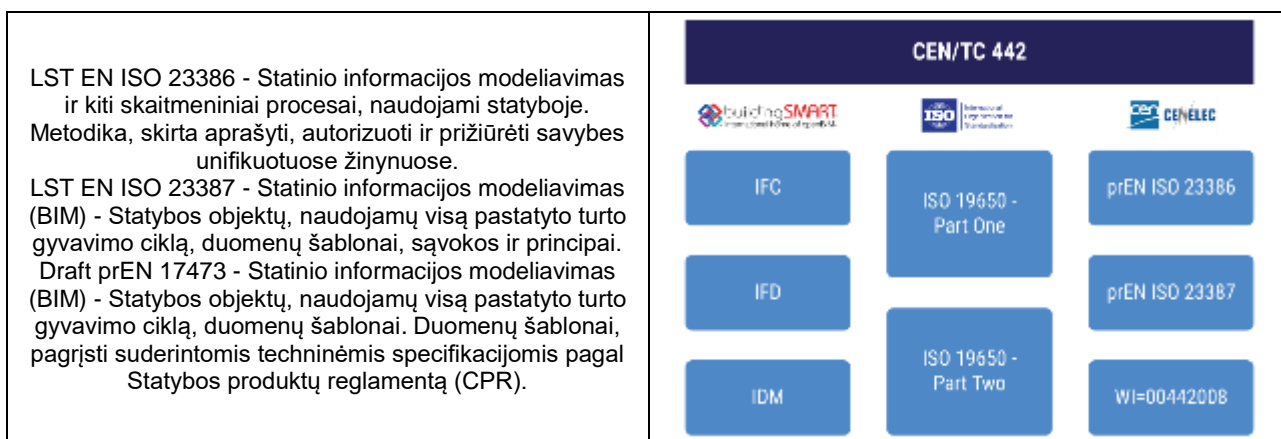 LST EN ISO 23386 - Statinio informacijos modeliavimas
ir kiti skaitmeniniai procesai, naudojami statyboje.
Metodika, skirta aprašyti, autorizuoti ir prižiūrėti savybes
unifikuotuose žinynuose.
LST EN ISO 23387 - Statinio informacijos modeliavimas
(BIM) - Statybos objektų, naudojamų visą pastatyto turto
gyvavimo ciklą, duomenų šablonai, sąvokos ir principai.
Draft prEN 17473 - Statinio informacijos modeliavimas
(BIM) - Statybos objektų, naudojamų visą pastatyto turto
gyvavimo ciklą, duomenų šablonai. Duomenų šablonai,
pagrįsti suderintomis techninėmis specifikacijomis pagal
Statybos produktų reglamentą (CPR).
CEN/TC 442
buildingSMART
ISO
International
Organization for
Standardization
cen
CENELEC
IFC
ISO 19650 -
Part One
prEN ISO 23386
IFD
prEN ISO 23387
ISO 19650 -
Part Two
IDM
WI=00442008